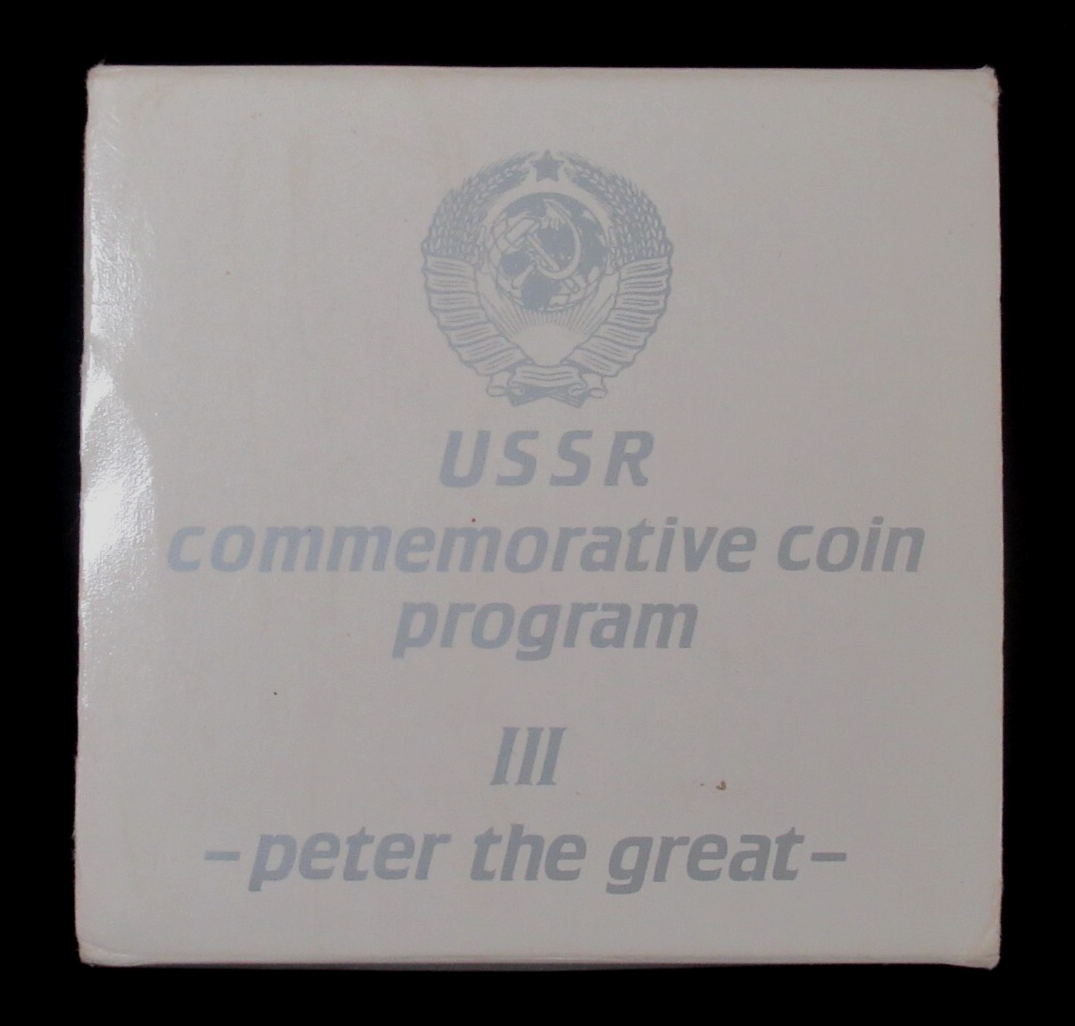 USSR
commemorative coin
program
III
-peter the great-